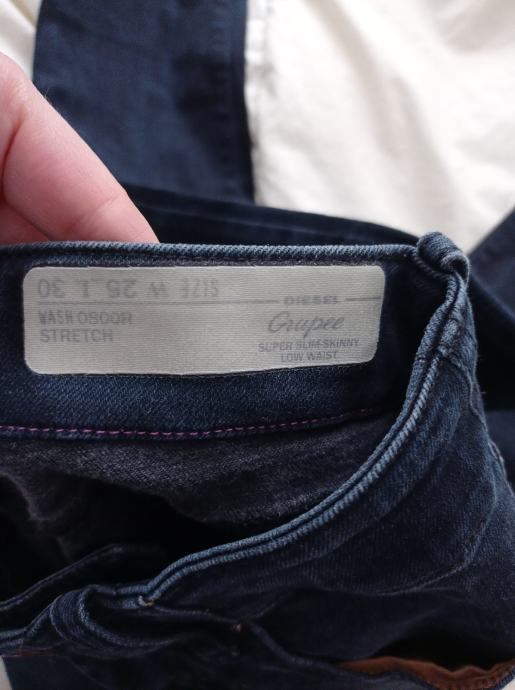 SIZE W 25 L 30
WASH 0800R
STRETCH
DIESEL
Grupee
SUPER SLIM-SKINNY
LOW WAIST